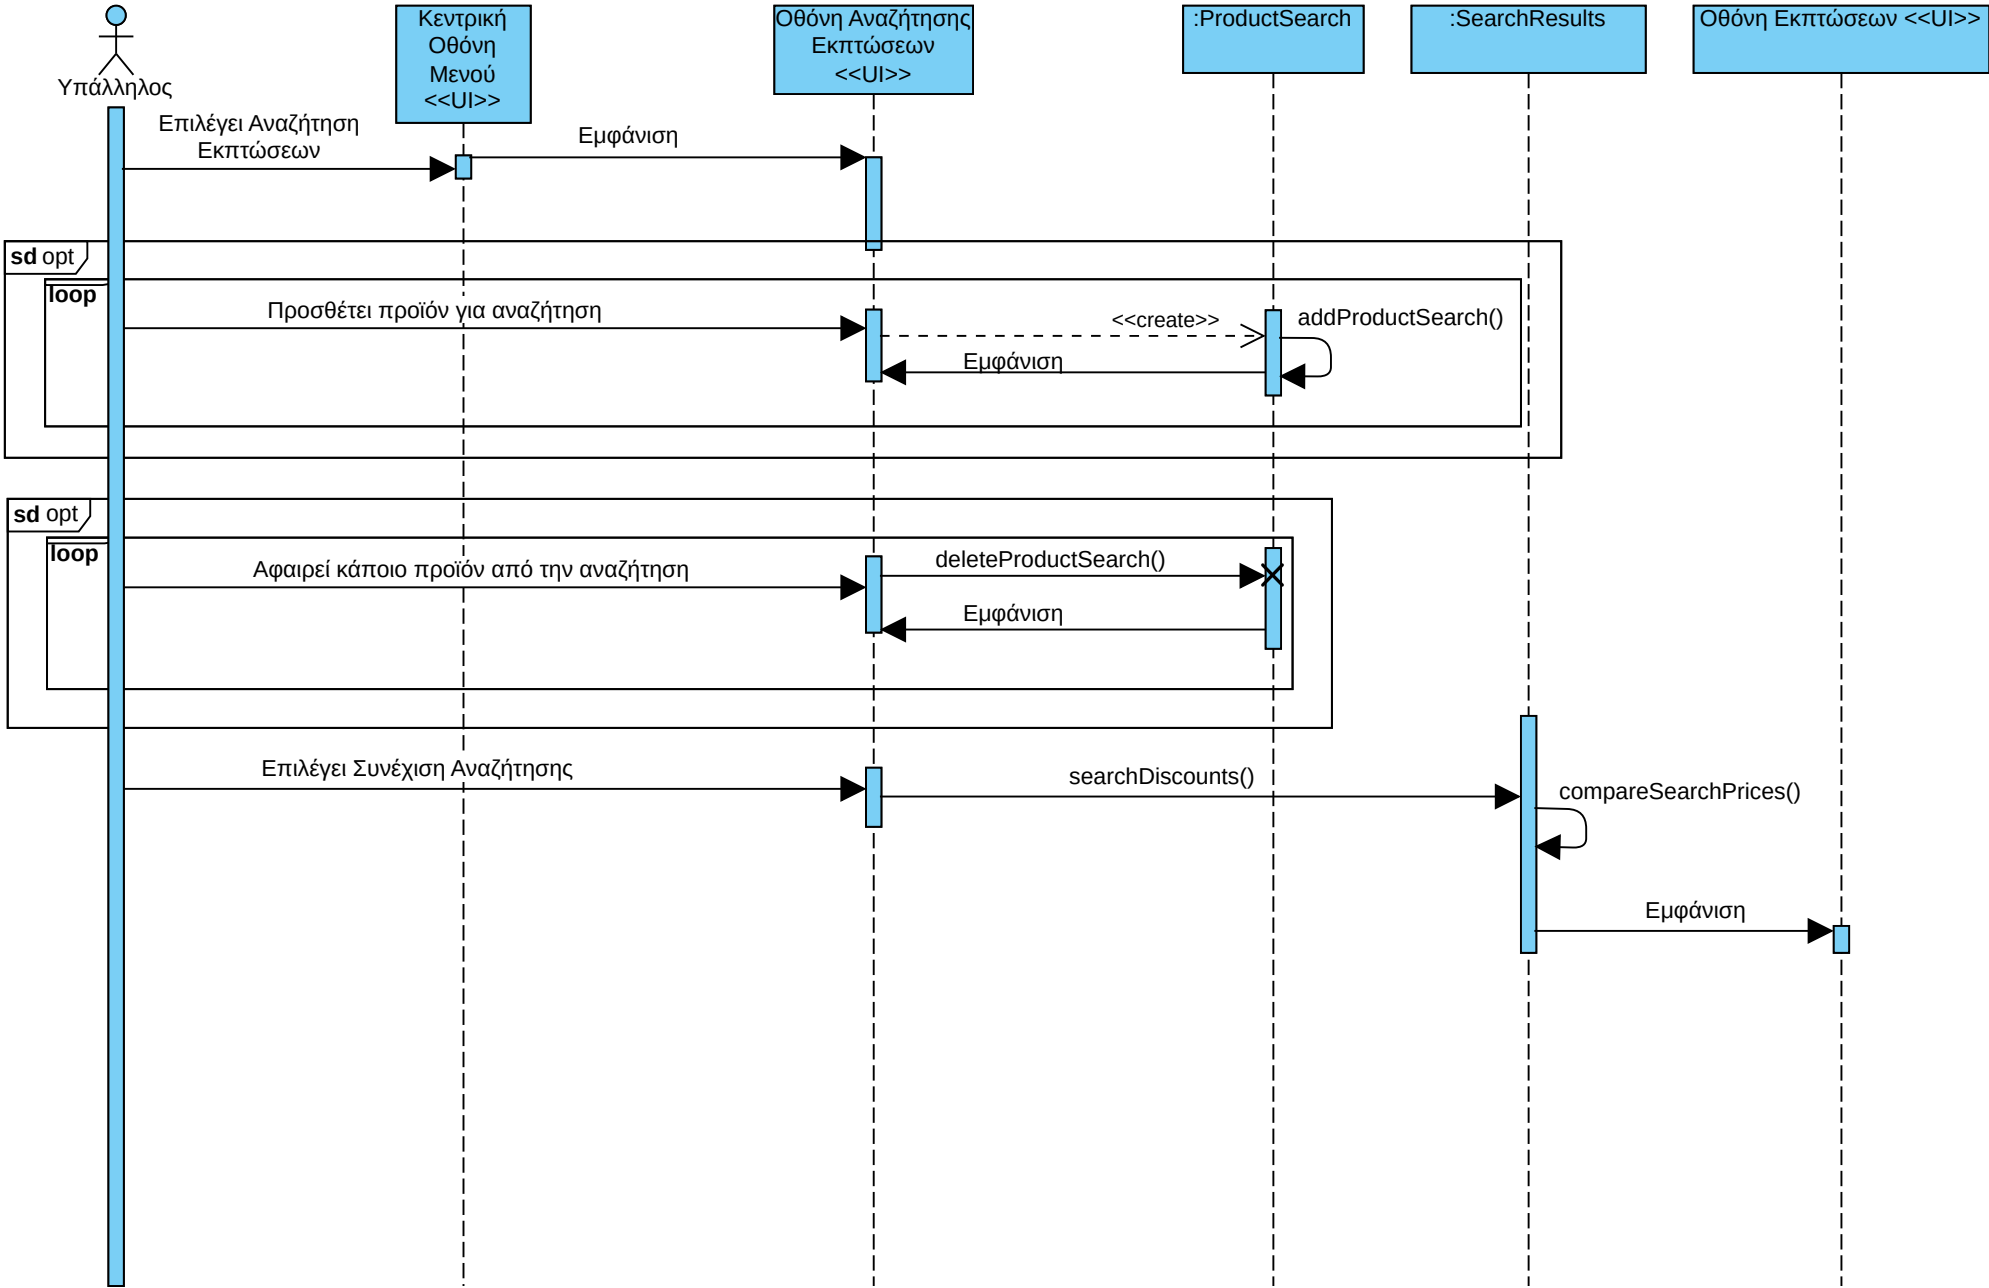 Υπάλληλος
Κεντρική
Οθόνη
Μενού
<<UI>>
Οθόνη Αναζήτησης
Εκπτώσεων
<<UI>>
:ProductSearch
:SearchResults
Οθόνη Εκπτώσεων <<UI>>
Επιλέγει Αναζήτηση
Εκπτώσεων
Εμφάνιση
sd opt
loop
Προσθέτει προϊόν για αναζήτηση
<<create>>
addProductSearch()
Εμφάνιση
sd opt
loop
Αφαιρεί κάποιο προϊόν από την αναζήτηση
deleteProductSearch()
Εμφάνιση
Επιλέγει Συνέχιση Αναζήτησης
searchDiscounts()
compareSearchPrices()
Εμφάνιση